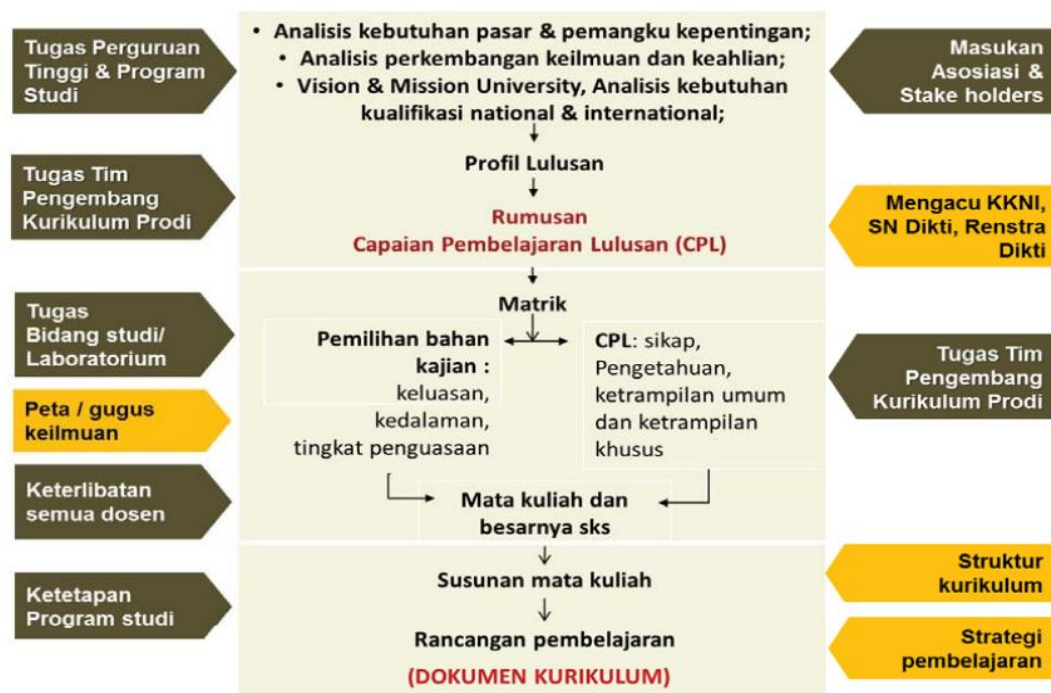 Tugas Perguruan
Tinggi & Program
Studi
• Analisis kebutuhan pasar & pemangku kepentingan;
• Analisis perkembangan keilmuan dan keahlian;
• Vision & Mission University, Analisis kebutuhan
kualifikasi national & international;
Masukan
Asosiasi &
Stake holders
Profil Lulusan
Tugas Tim
Pengembang
Kurikulum Prodi
Rumusan
Capaian Pembelajaran Lulusan (CPL)
Mengacu KKNI,
SN Dikti, Renstra
Dikti
Matrik
Tugas
Bidang studi/
Laboratorium
Pemilihan bahan
kajian :
keluasan,
kedalaman,
tingkat penguasaan
CPL: sikap,
Pengetahuan,
ketrampilan umum
dan ketrampilan
khusus
Tugas Tim
Pengembang
Kurikulum Prodi
Peta / gugus
keilmuan
Keterlibatan
semua dosen
Mata kuliah dan
besarnya sks
Susunan mata kuliah
Struktur
kurikulum
Ketetapan
Program studi
Rancangan pembelajaran
(DOKUMEN KURIKULUM)
Strategi
pembelajaran